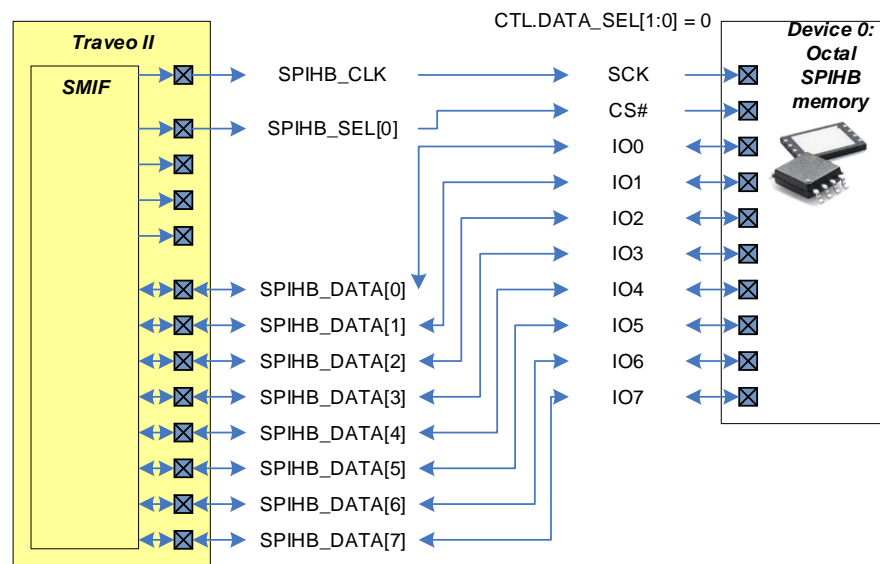 CTL.DATA_SEL[1:0] = 0
Traveo II
SMIF
Device 0:
Octal
SPIHB
memory
SPIHB_CLK
SCK
SPIHB_SEL[0]
CS#
IO0
IO1
IO2
IO3
SPIHB_DATA[0]
IO4
SPIHB_DATA[1]
IO5
SPIHB_DATA[2]
IO6
SPIHB_DATA[3]
IO7
SPIHB_DATA[4]
SPIHB_DATA[5]
SPIHB_DATA[6]
SPIHB_DATA[7]